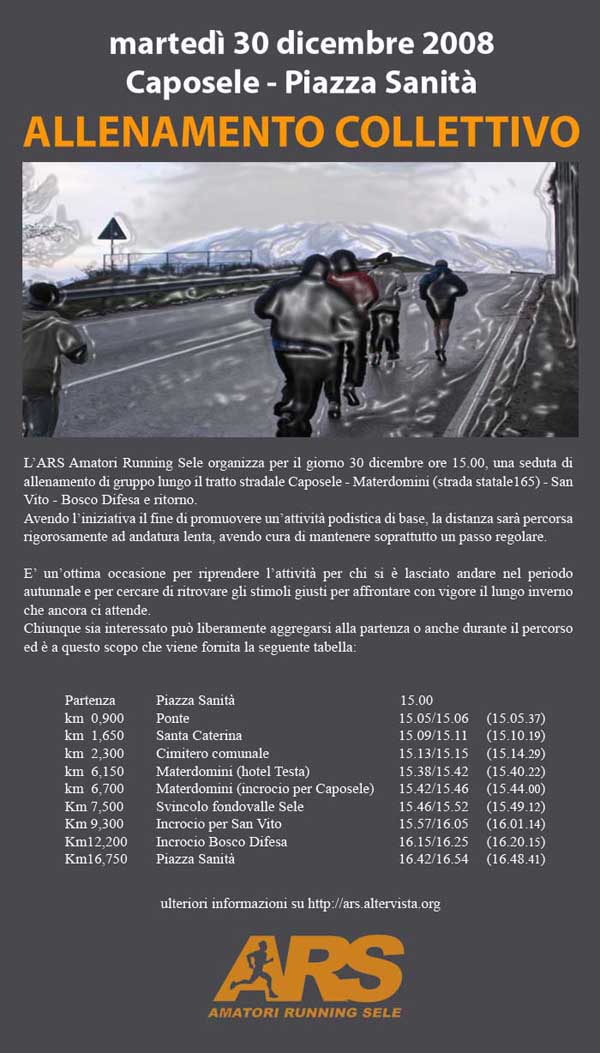 martedì 30 dicembre 2008
Caposele - Piazza Sanità
ALLENAMENTO COLLETTIVO
L'ARS Amatori Running Sele organizza per il giorno 30 dicembre ore 15.00, una seduta di
allenamento di gruppo lungo il tratto stradale Caposele - Materdomini (strada statale165) - San
Vito - Bosco Difesa e ritorno.
Avendo l'iniziativa il fine di promuovere un'attività podistica di base, la distanza sarà percorsa
rigorosamente ad andatura lenta, avendo cura di mantenere soprattutto un passo regolare.
E' un'ottima occasione per riprendere l'attività per chi si è lasciato andare nel periodo
autunnale e per cercare di ritrovare gli stimoli giusti per affrontare con vigore il lungo inverno
che ancora ci attende.
Chiunque sia interessato può liberamente aggregarsi alla partenza o anche durante il percorso
ed è a questo scopo che viene fornita la seguente tabella:
Partenza Piazza Sanità 15.00
km 0,900 Ponte 15.05/15.06 (15.05.37)
km 1,650 Santa Caterina 15.09/15.11 (15.10.19)
km 2,300 Cimitero comunale 15.13/15.15 (15.14.29)
km 6,150 Materdomini (hotel Testa) 15.38/15.42 (15.40.22)
km 6,700 Materdomini (incrocio per Caposele) 15.42/15.46 (15.44.00)
Km 7,500 Svincolo fondovalle Sele 15.46/15.52 (15.49.12)
Km 9,300 Incrocio per San Vito 15.57/16.05 (16.01.14)
Km12,200 Incrocio Bosco Difesa 16.15/16.25 (16.20.15)
Km16,750 Piazza Sanità 16.42/16.54 (16.48.41)
ulteriori informazioni su http://ars.altervista.org
ARS
AMATORI RUNNING SELE